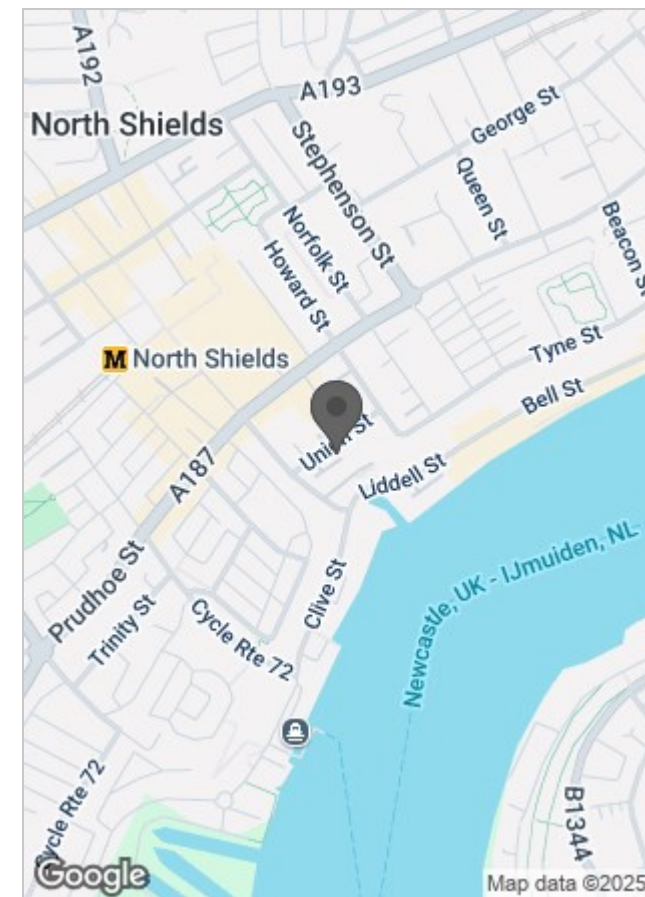 A192
A193
North Shields
George St
Stephenson St
Queen St
Norfolk St
Beacon St
Howard St
Tyne St
M North Shields
Bell St
Union St
A187
Liddell St
Newcastle, UK - IJmuiden, NL
Prudhoe St
Clive St
Trinity St
Cycle Rte 72
Cycle Rte 72
B1344
Google
Map data ©2025